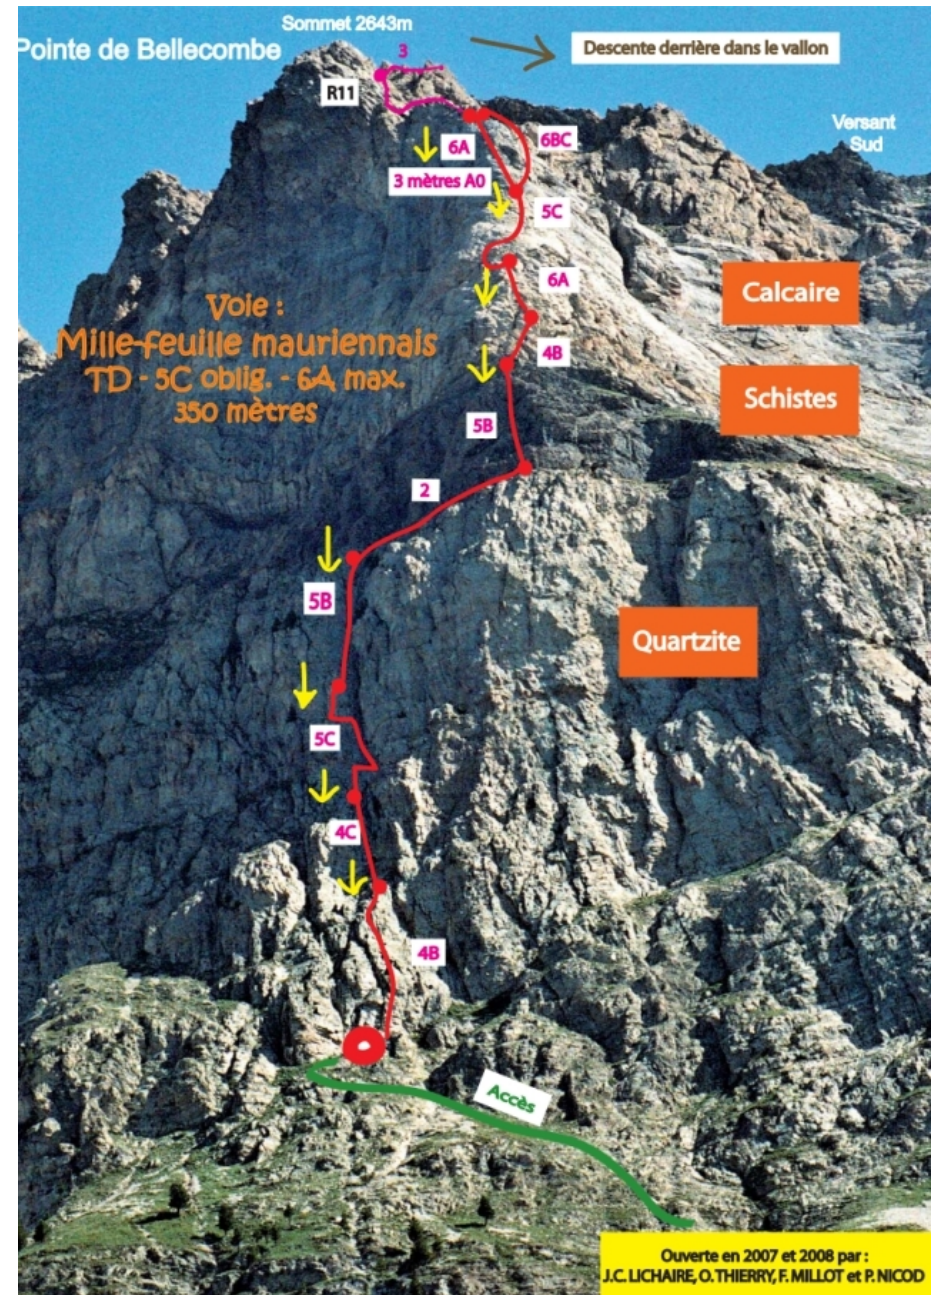 Sommet 2643m
Pointe de Bellecombe
Descente derrière dans le vallon
3
R11
Versant
Sud
6A
6BC
3 mètres A0
5C
6A
Calcaire
Voie :
Mille-feuille mauriennais
TD - 5C oblig. - 6A max.
350 mètres
4B
Schistes
5B
2
5B
Quartzite
5C
4C
4B
Accès
Ouverte en 2007 et 2008 par :
J.C. LICHAIRE, O. THIERRY, F. MILLOT et P. NICOD